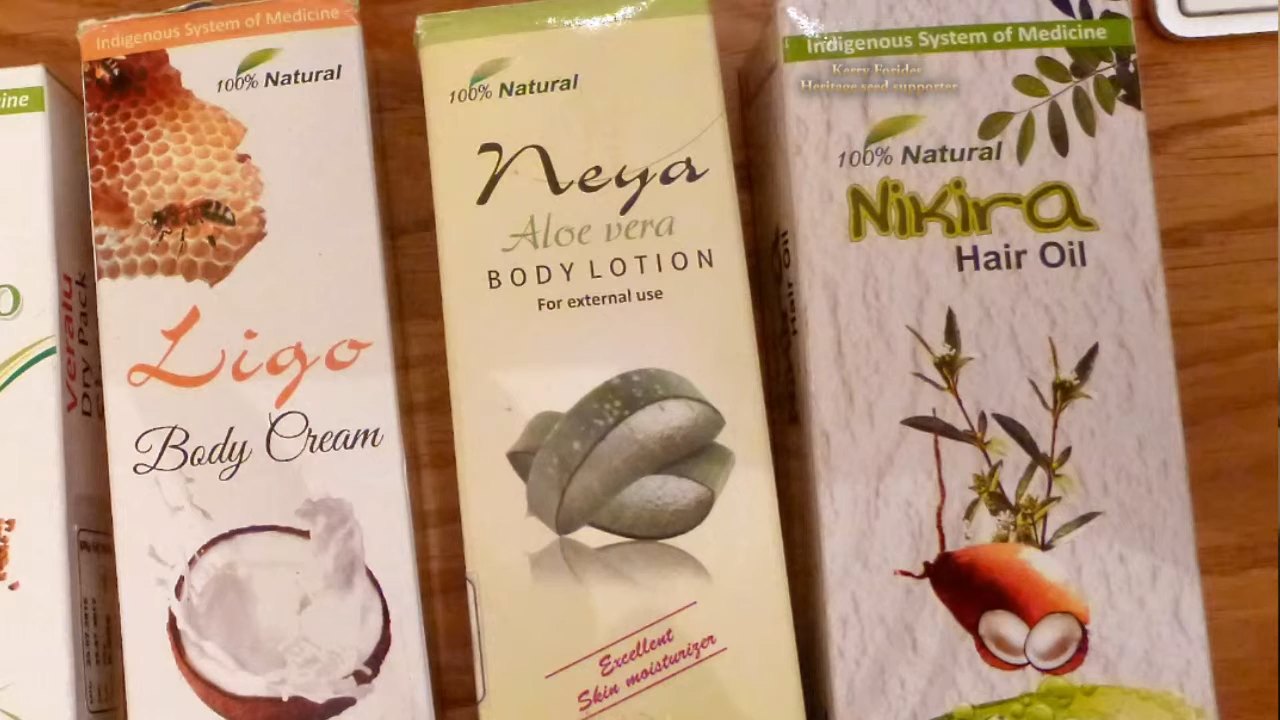 cine
o
Veralu
Dry Pack
Indigenous System of Medicine
100% Natural
Ligo
Body Cream
100% Natural
Neya
Aloe vera
BODY LOTION
For external use
Excellent
Skin moisturizer
Indigenous System of Medicine
Kerry Forides
Heritage seed supporter
100% Natural
Nikira
Hair Oil
Hair Oil